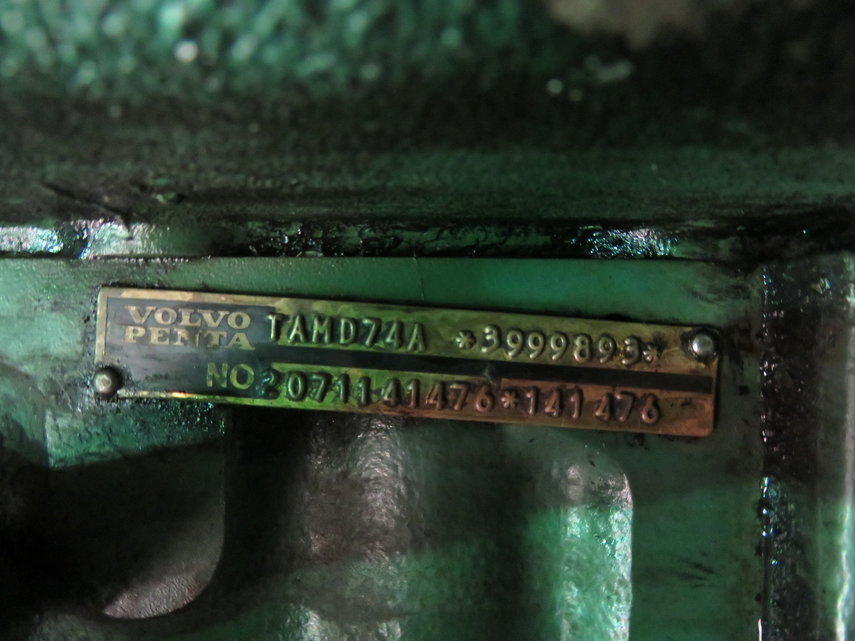 VOLVO PENTA TAMD74A *3999893*
NO 2071141476*141476